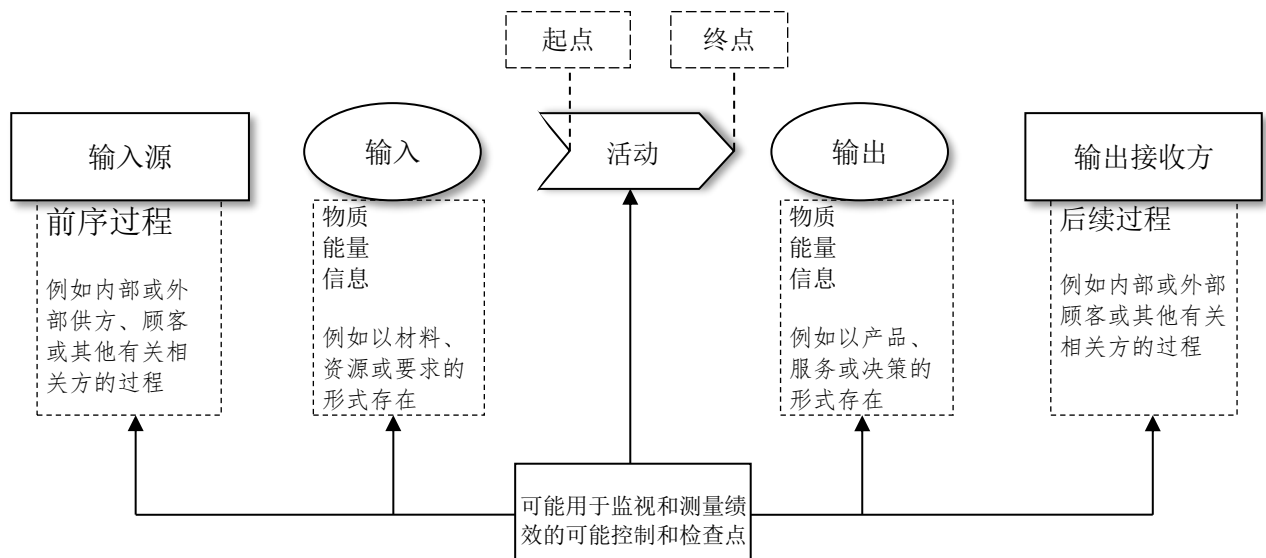 起点
终点
输入源
输入
活动
输出
输出接收方
前序过程
例如内部或外
部供方、顾客
或其他有关相
关方的过程
物质
能量
信息
例如以材料、
资源或要求的
形式存在
物质
能量
信息
例如以产品、
服务或决策的
形式存在
后续过程
例如内部或外部
顾客或其他有关
相关方的过程
可能用于监视和测量绩
效的可能控制和检查点